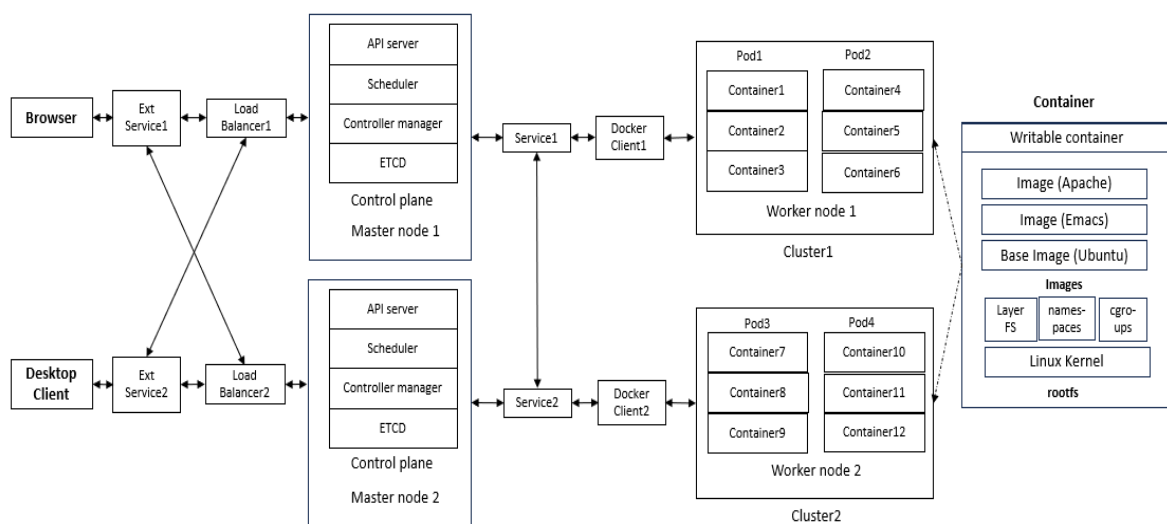 Browser
Ext
Service1
Load
Balancer1
API server
Scheduler
Controller manager
ETCD
Control plane
Master node 1
Service1
Docker
Client1
Pod1
Pod2
Container1
Container4
Container2
Container5
Container3
Container6
Worker node 1
Cluster1
Desktop
Client
Ext
Service2
Load
Balancer2
API server
Scheduler
Controller manager
ETCD
Control plane
Master node 2
Service2
Docker
Client2
Pod3
Pod4
Container7
Container10
Container8
Container11
Container9
Container12
Worker node 2
Cluster2
Container
Writable container
Image (Apache)
Image (Emacs)
Base Image (Ubuntu)
Images
Layer
FS
names-
paces
cgro-
ups
Linux Kernel
rootfs